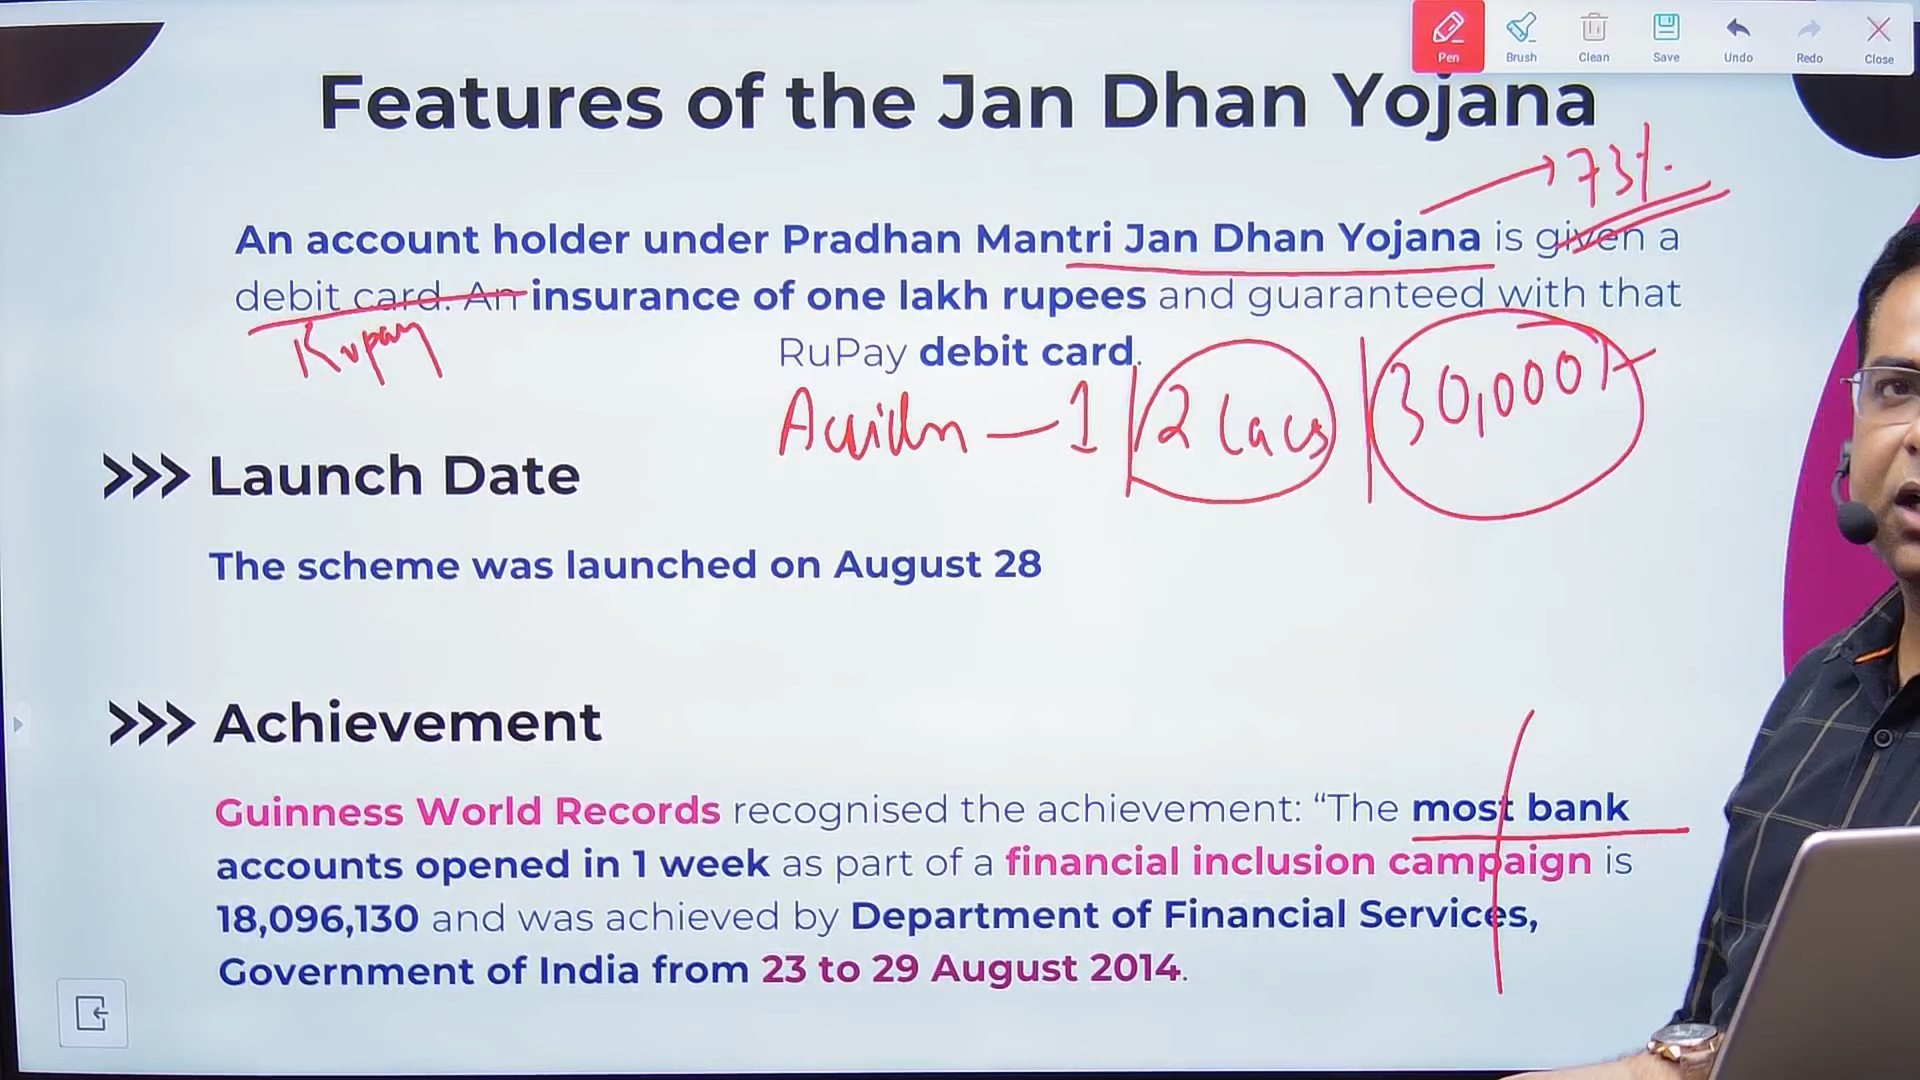 Pen Brush Clean Save Undo Redo Close
Features of the Jan Dhan Yojana
73%.
An account holder under Pradhan Mantri Jan Dhan Yojana is given a
debit card. An insurance of one lakh rupees and guaranteed with that
Rupay
RuPay debit card.
1 2 lacs 30,000/-
>>> Launch Date
The scheme was launched on August 28
>>> Achievement
Guinness World Records recognised the achievement: “The most bank
accounts opened in 1 week as part of a financial inclusion campaign is
18,096,130 and was achieved by Department of Financial Services,
Government of India from 23 to 29 August 2014.